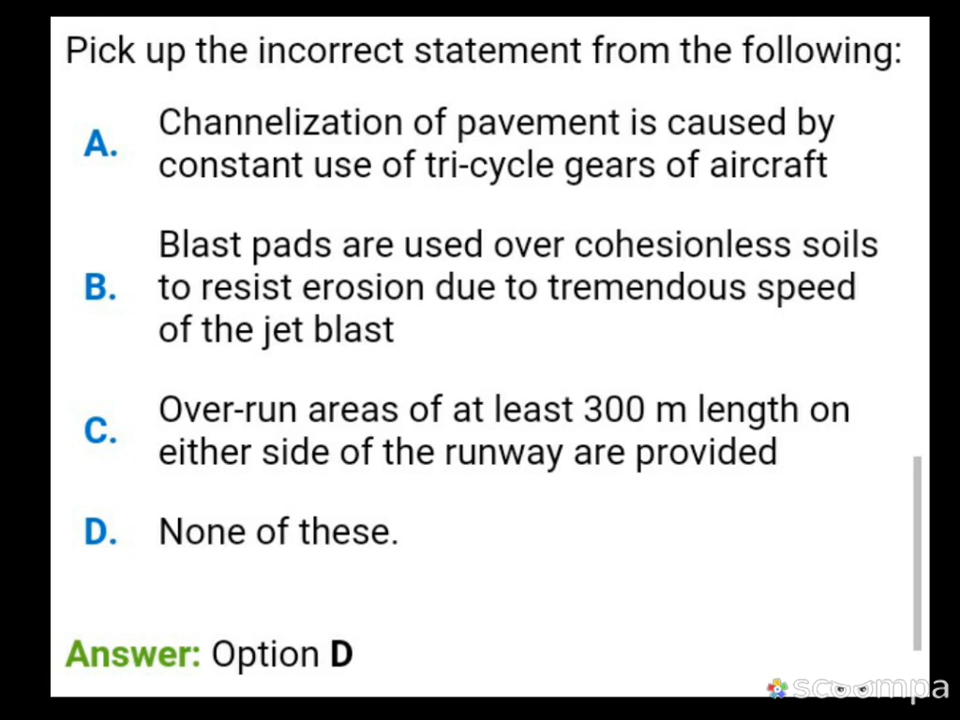 Pick up the incorrect statement from the following:
A. Channelization of pavement is caused by
constant use of tri-cycle gears of aircraft
B. Blast pads are used over cohesionless soils
to resist erosion due to tremendous speed
of the jet blast
C. Over-run areas of at least 300 m length on
either side of the runway are provided
D. None of these.
Answer: Option D
scoompa